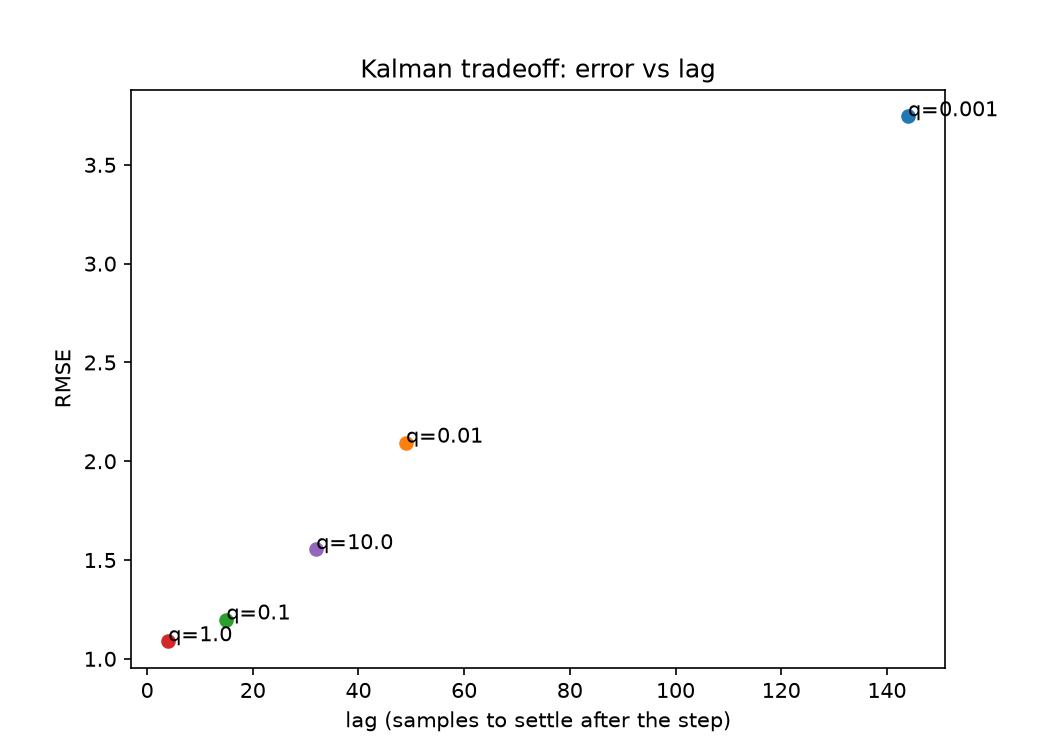 Kalman tradeoff: error vs lag
q=0.001
3.5
3.0
2.5
RMSE
q=0.01
2.0
q=10.0
1.5
q=0.1
q=1.0
1.0
0 20 40 60 80 100 120 140
lag (samples to settle after the step)